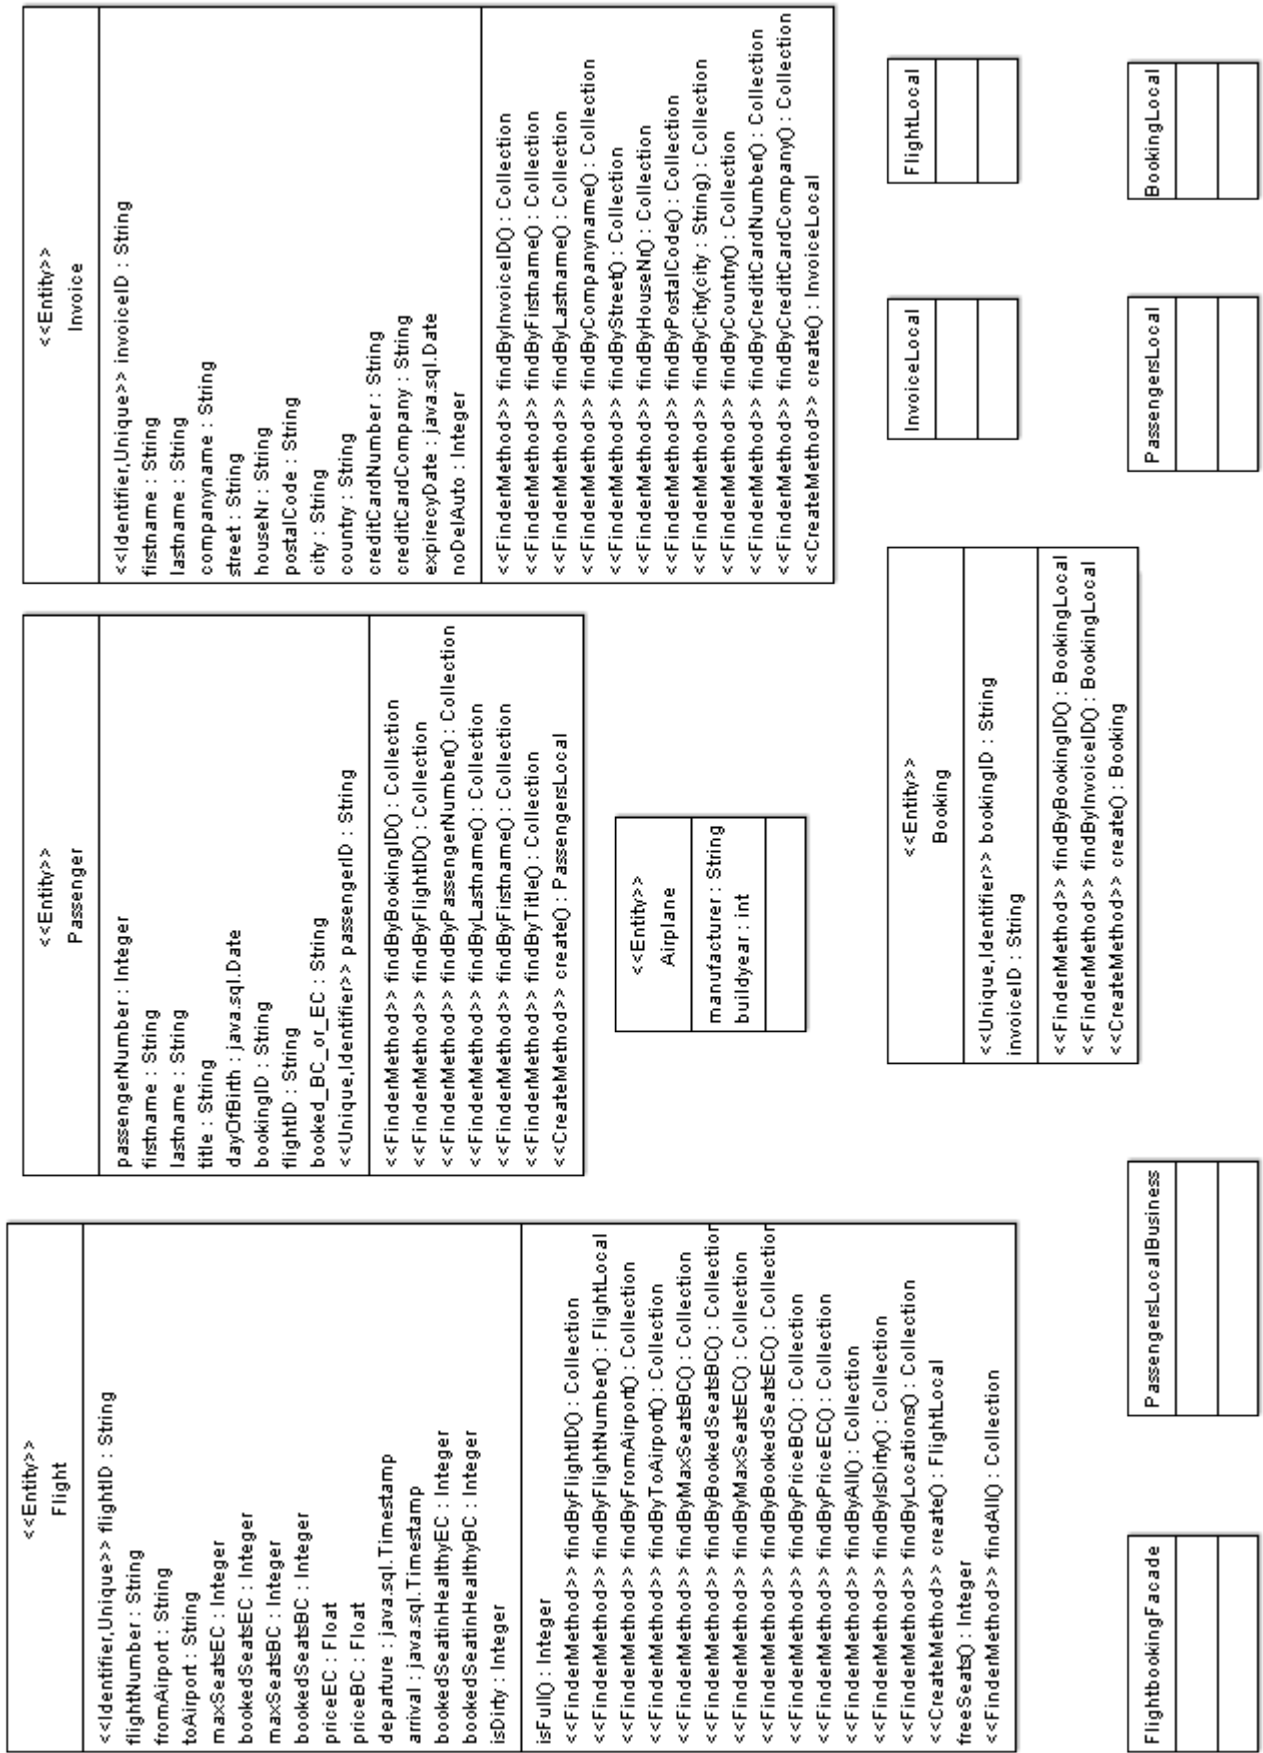 <<Entity>>
Flight
<<Identifier,Unique>> flightID : String
flightNumber : String
fromAirport : String
toAirport : String
maxSeatsEC : Integer
bookedSeatsEC : Integer
maxSeatsBC : Integer
bookedSeatsBC : Integer
priceEC : Float
priceBC : Float
departure : java.sql.Timestamp
arrival : java.sql.Timestamp
bookedSeatinHealthyEC : Integer
bookedSeatinHealthyBC : Integer
isDirty : Integer
isFull() : Integer
<<FinderMethod>> findByFlightID() : Collection
<<FinderMethod>> findByFlightNumber() : FlightLocal
<<FinderMethod>> findByFromAirport() : Collection
<<FinderMethod>> findByToAirport() : Collection
<<FinderMethod>> findByMaxSeatsBC() : Collection
<<FinderMethod>> findByBookedSeatsBC() : Collection
<<FinderMethod>> findByMaxSeatsEC() : Collection
<<FinderMethod>> findByBookedSeatsEC() : Collection
<<FinderMethod>> findByPriceBC() : Collection
<<FinderMethod>> findByPriceEC() : Collection
<<FinderMethod>> findByAll() : Collection
<<FinderMethod>> findByIsDirty() : Collection
<<FinderMethod>> findByLocations() : Collection
<<CreateMethod>> create() : FlightLocal
freeSeats() : Integer
<<FinderMethod>> findAll() : Collection
<<Entity>>
Passenger
passengerNumber : Integer
firstname : String
lastname : String
title : String
dayOfBirth : java.sql.Date
bookingID : String
flightID : String
booked_BC_or_EC : String
<<Unique,Identifier>> passengerID : String
<<FinderMethod>> findByBookingID() : Collection
<<FinderMethod>> findByFlightID() : Collection
<<FinderMethod>> findByPassengerNumber() : Collection
<<FinderMethod>> findByLastname() : Collection
<<FinderMethod>> findByFirstname() : Collection
<<FinderMethod>> findByTitle() : Collection
<<CreateMethod>> create() : PassengersLocal
<<Entity>>
Invoice
<<Identifier,Unique>> invoiceID : String
firstname : String
lastname : String
companyname : String
street : String
houseNr : String
postalCode : String
city : String
country : String
creditCardNumber : String
creditCardCompany : String
expirecyDate : java.sql.Date
noDelAuto : Integer
<<FinderMethod>> findByInvoiceID() : Collection
<<FinderMethod>> findByFirstname() : Collection
<<FinderMethod>> findByLastname() : Collection
<<FinderMethod>> findByCompanyname() : Collection
<<FinderMethod>> findByStreet() : Collection
<<FinderMethod>> findByHouseNr() : Collection
<<FinderMethod>> findByPostalCode() : Collection
<<FinderMethod>> findByCity(city : String) : Collection
<<FinderMethod>> findByCountry() : Collection
<<FinderMethod>> findByCreditCardNumber() : Collection
<<FinderMethod>> findByCreditCardCompany() : Collection
<<CreateMethod>> create() : InvoiceLocal
<<Entity>>
Airplane
manufacturer : String
buildyear : int
<<Entity>>
Booking
<<Unique,Identifier>> bookingID : String
invoiceID : String
<<FinderMethod>> findByBookingID() : BookingLocal
<<FinderMethod>> findByInvoiceID() : BookingLocal
<<CreateMethod>> create() : Booking
InvoiceLocal
FlightLocal
FlightbookingFacade
PassengersLocalBusiness
PassengersLocal
BookingLocal